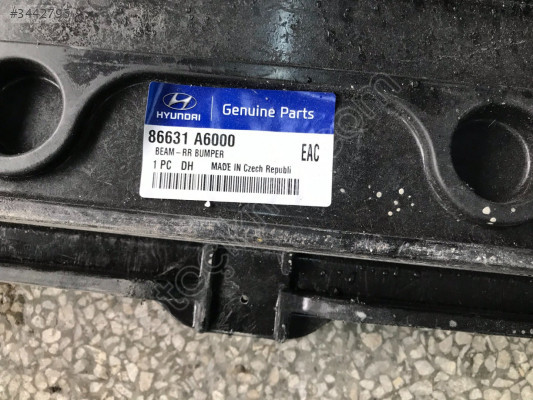 HYUNDAI
Genuine Parts
86631 A6000
BEAM-RR BUMPER
EAC
1 PC DH MADE IN Czech Republi